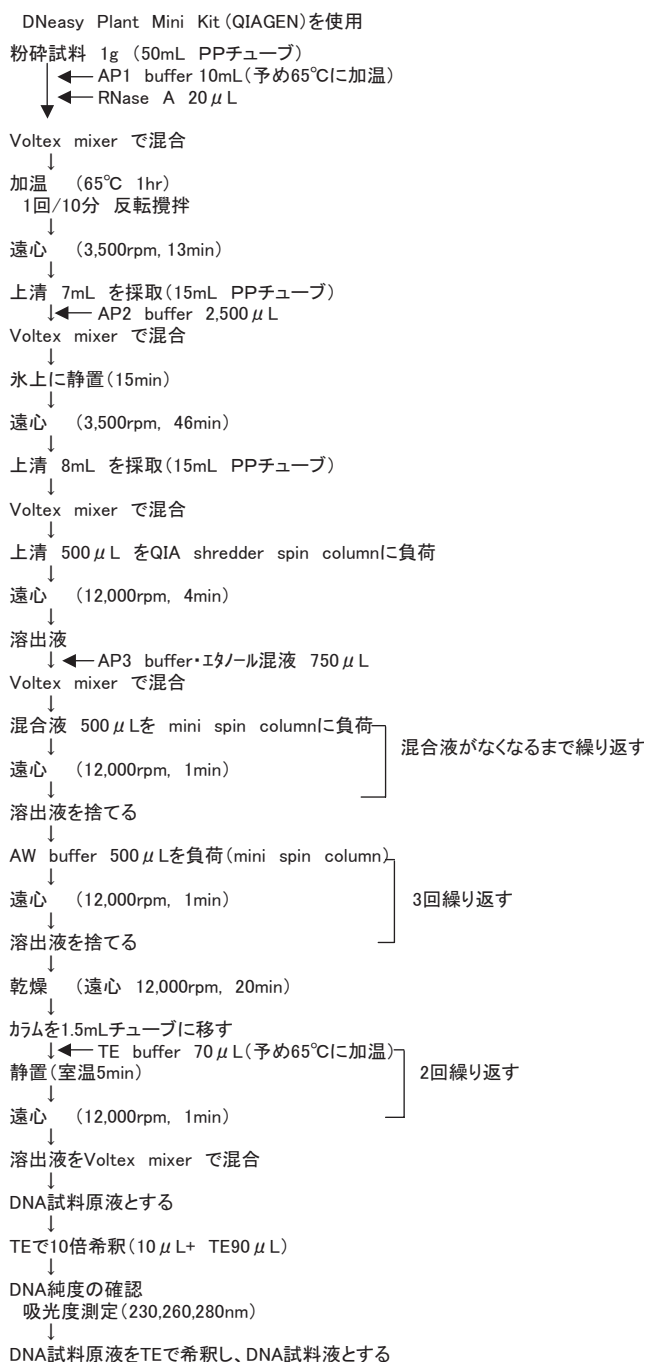 DNeasy Plant Mini Kit(QIAGEN)を使用
粉砕試料 1g (50mL PPチューブ)
AP1 buffer 10mL(予め65℃に加温)
RNase A 20μL
Voltex mixer で混合
↓
加温 (65℃ 1hr)
1回/10分 反転攪拌
↓
遠心 (3,500rpm, 13min)
↓
上清 7mL を採取(15mL PPチューブ)
↓ AP2 buffer 2,500μL
Voltex mixer で混合
↓
氷上に静置(15min)
↓
遠心 (3,500rpm, 46min)
↓
上清 8mL を採取(15mL PPチューブ)
↓
Voltex mixer で混合
↓
上清 500μL をQIA shredder spin columnに負荷
↓
遠心 (12,000rpm, 4min)
↓
溶出液
↓ AP3 buffer・エタノール混液 750μL
Voltex mixer で混合
↓
混合液 500μLを mini spin columnに負荷
↓ 混合液がなくなるまで繰り返す
遠心 (12,000rpm, 1min)
↓
溶出液を捨てる
↓
AW buffer 500μLを負荷(mini spin column)
↓
遠心 (12,000rpm, 1min) 3回繰り返す
↓
溶出液を捨てる
↓
乾燥 (遠心 12,000rpm, 20min)
↓
カラムを1.5mLチューブに移す
↓ TE buffer 70μL(予め65℃に加温)
静置(室温5min) 2回繰り返す
↓
遠心 (12,000rpm, 1min)
↓
溶出液をVoltex mixer で混合
↓
DNA試料原液とする
↓
TEで10倍希釈(10μL+ TE90μL)
↓
DNA純度の確認
吸光度測定(230,260,280nm)
↓
DNA試料原液をTEで希釈し、DNA試料液とする